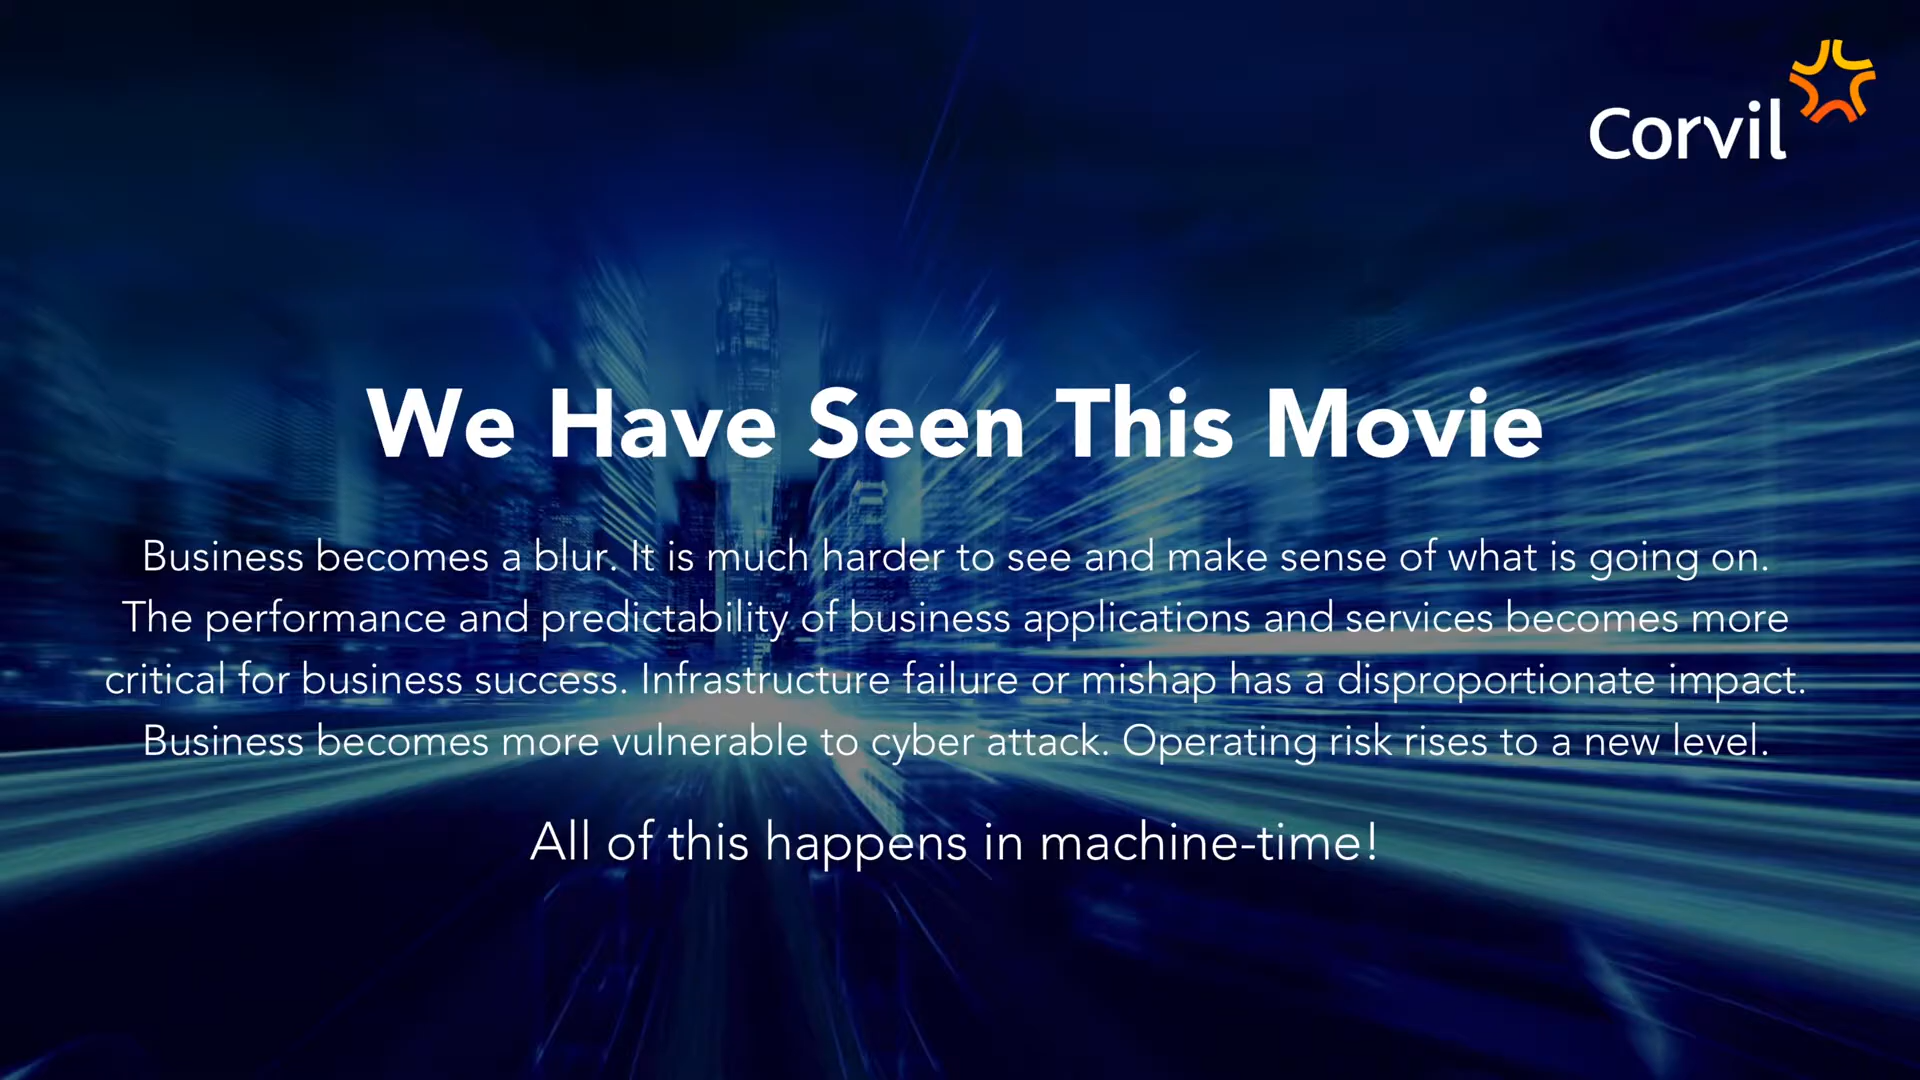 Corvil
We Have Seen This Movie
Business becomes a blur. It is much harder to see and make sense of what is going on.
The performance and predictability of business applications and services becomes more
critical for business success. Infrastructure failure or mishap has a disproportionate impact.
Business becomes more vulnerable to cyber attack. Operating risk rises to a new level.
All of this happens in machine-time!